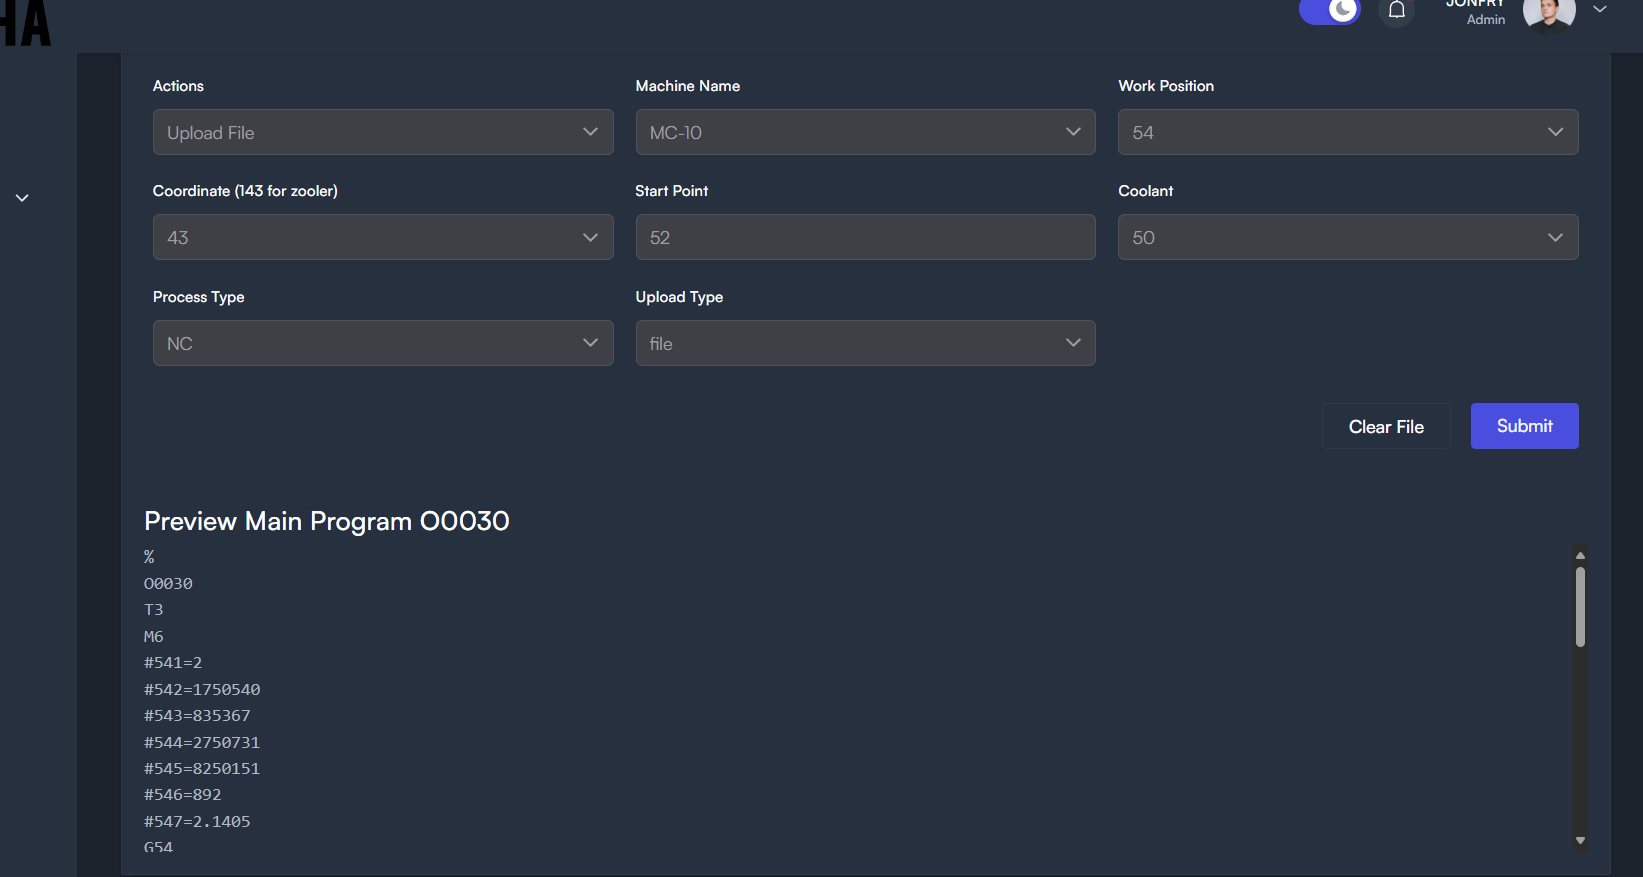 HA
JONFRY
Admin
Actions
Machine Name
Work Position
Upload File
MC-10
54
Coordinate (143 for zooler)
Start Point
Coolant
43
52
50
Process Type
Upload Type
NC
file
Clear File
Submit
Preview Main Program O0030
%
O0030
T3
M6
#541=2
#542=1750540
#543=835367
#544=2750731
#545=8250151
#546=892
#547=2.1405
G54